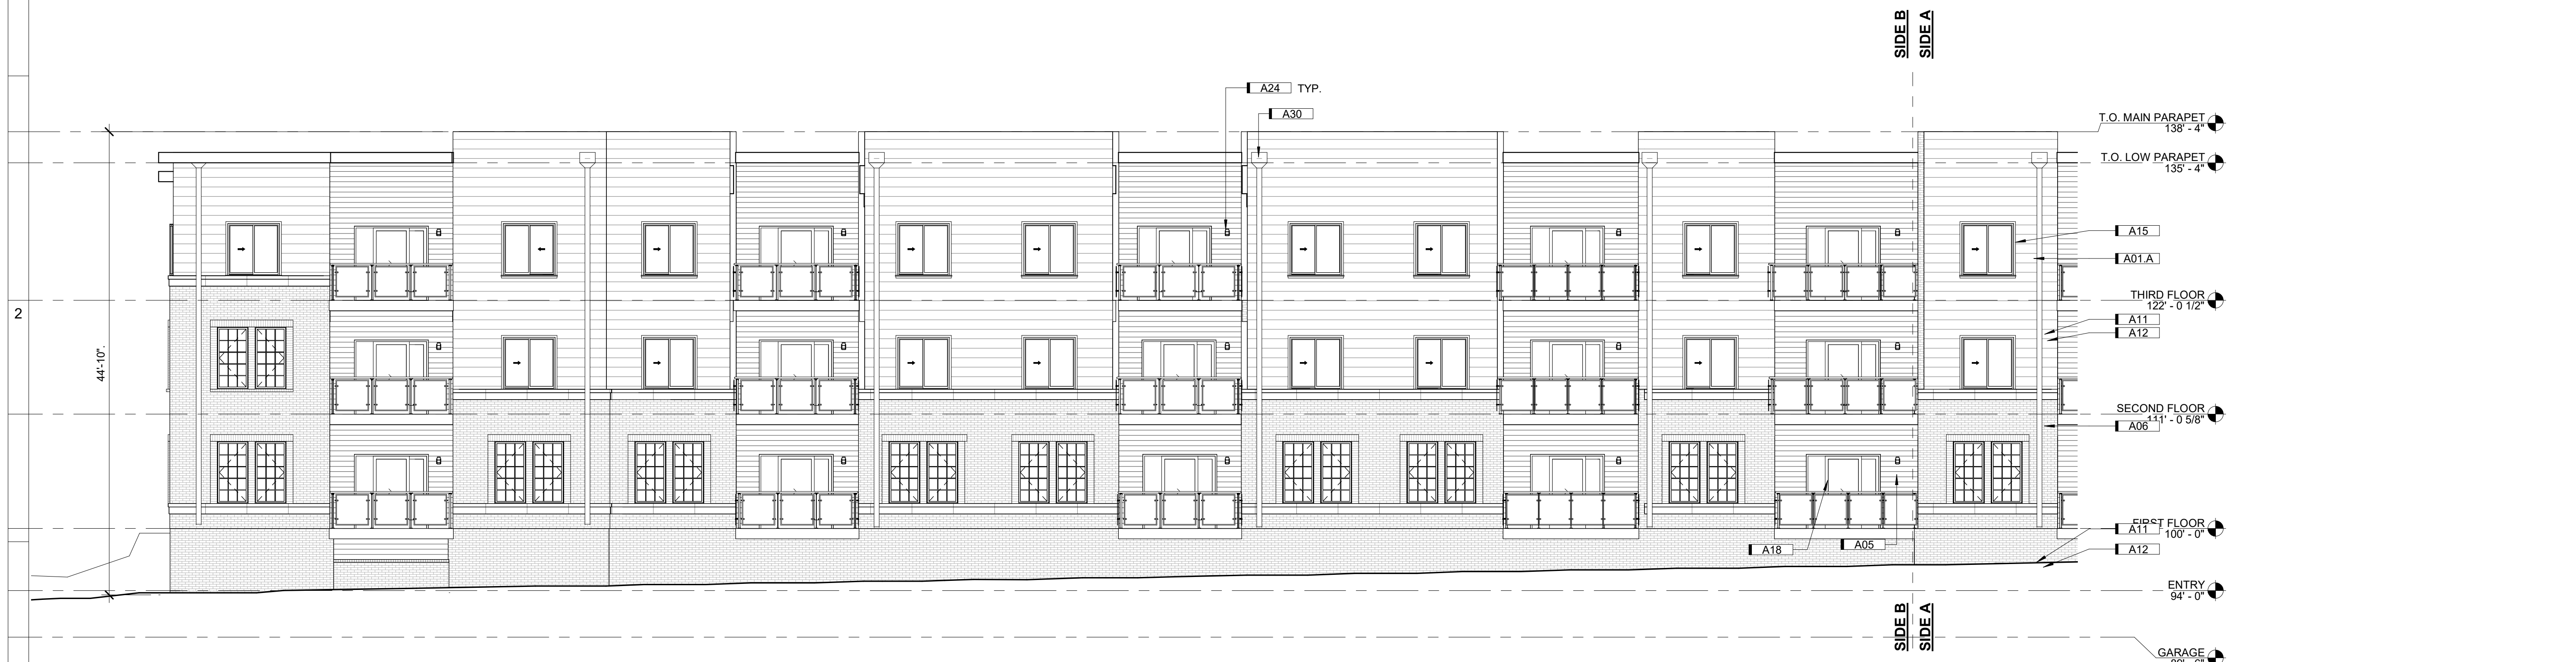 SIDE B
SIDE A
A24 TYP.
A30
T.O. MAIN PARAPET
138' - 4"
T.O. LOW PARAPET
135' - 4"
A15
A01.A
THIRD FLOOR
122' - 0 1/2"
2
A11
A12
44'-10".
SECOND FLOOR
111' - 0 5/8"
A06
FIRST FLOOR
A11
100' - 0"
A18
A05
A12
ENTRY
94' - 0"
SIDE B
SIDE A
GARAGE